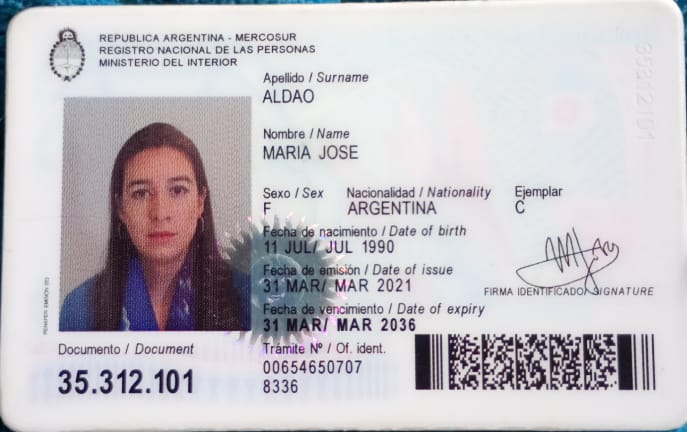 REPUBLICA ARGENTINA - MERCOSUR
REGISTRO NACIONAL DE LAS PERSONAS
MINISTERIO DEL INTERIOR
Apellido / Surname
ALDAO
Nombre / Name
MARIA JOSE
Sexo / Sex Nacionalidad / Nationality Ejemplar
F ARGENTINA C
Fecha de nacimiento / Date of birth
11 JUL/ JUL 1990
Fecha de emisión / Date of issue
31 MAR/ MAR 2021
FIRMA IDENTIFICADO/ SIGNATURE
Fecha de vencimiento / Date of expiry
31 MAR/ MAR 2036
Documento / Document
35.312.101
Trámite Nº / Of. ident.
00654650707
8336
35312101